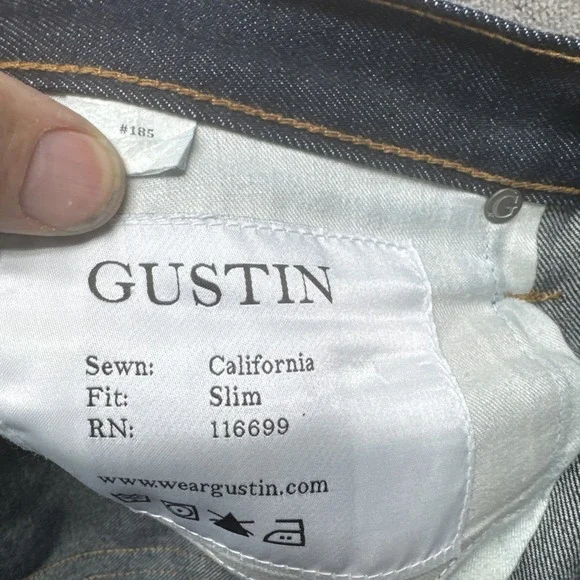 #185
G
GUSTIN
Sewn: California
Fit: Slim
RN: 116699
www.weargustin.com